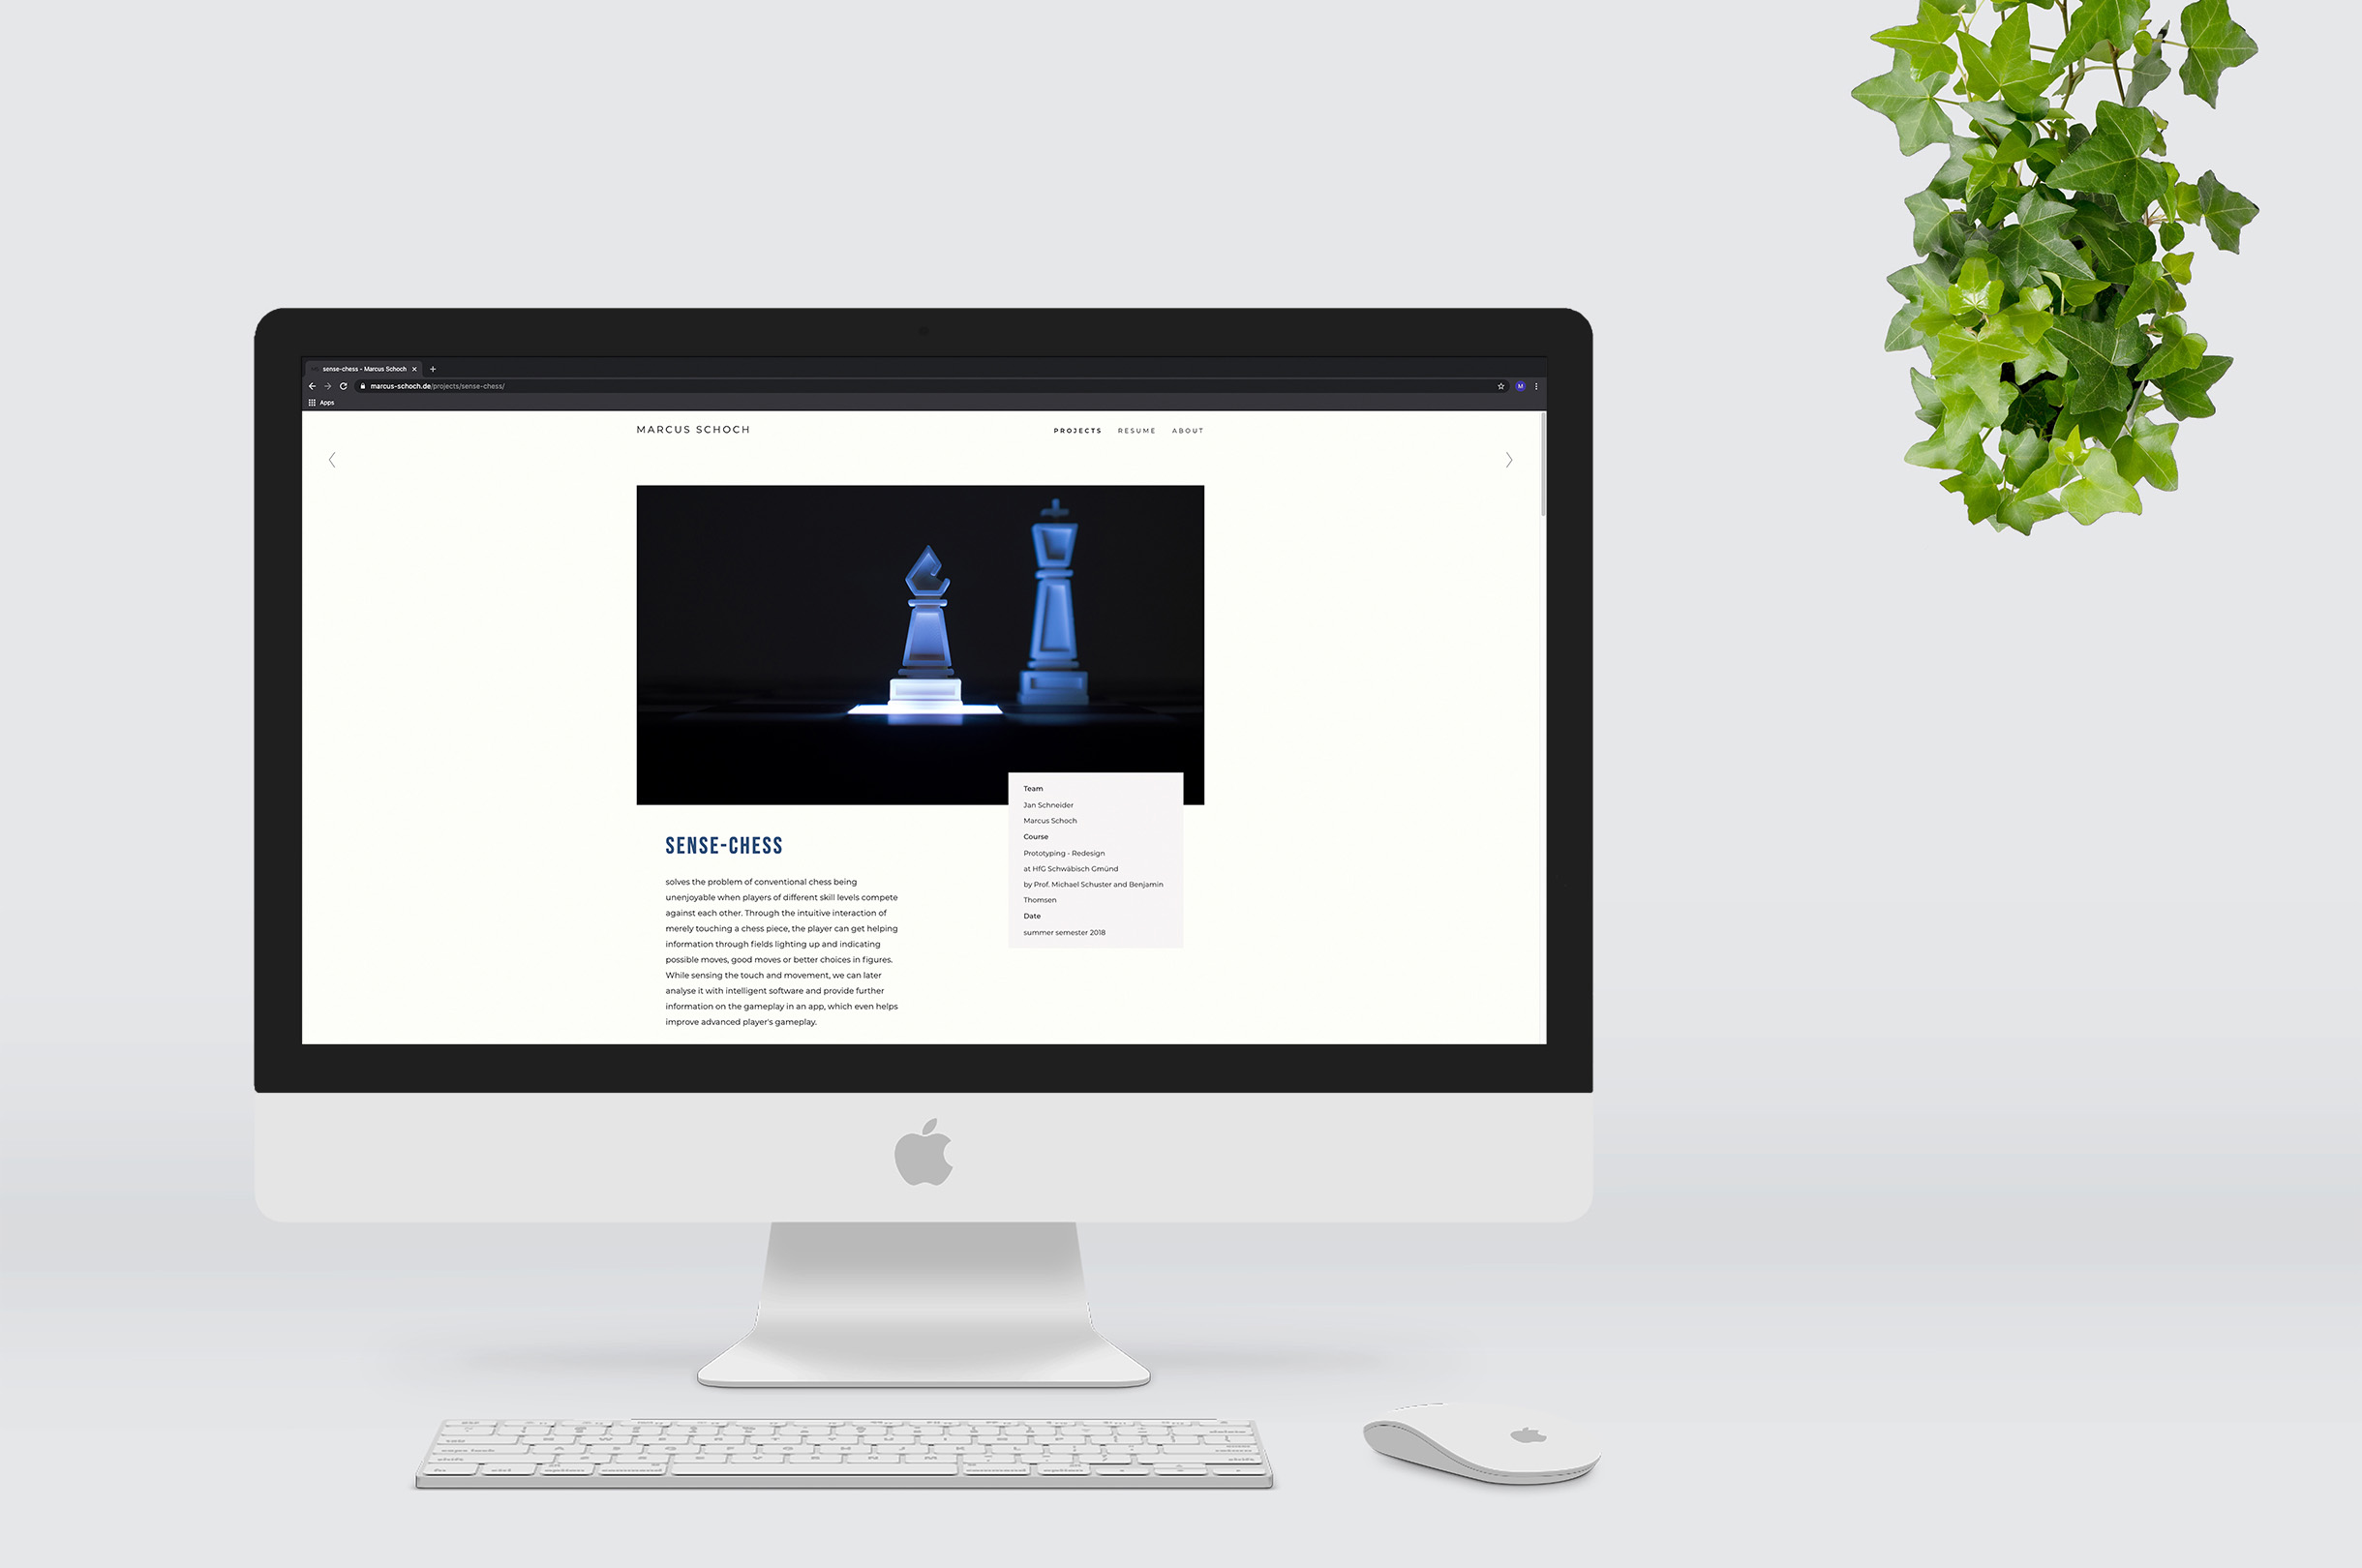 sense-chess - Marcus Schoch
marcus-schoch.de/projects/sense-chess/
Apps
MARCUS SCHOCH
PROJECTS RESUME ABOUT
SENSE-CHESS
solves the problem of conventional chess being
unenjoyable when players of different skill levels compete
against each other. Through the intuitive interaction of
merely touching a chess piece, the player can get helping
information through fields lighting up and indicating
possible moves, good moves or better choices in figures.
While sensing the touch and movement, we can later
analyse it with intelligent software and provide further
information on the gameplay in an app, which even helps
improve advanced player's gameplay.
Team
Jan Schneider
Marcus Schoch
Course
Prototyping - Redesign
at HfG Schwäbisch Gmünd
by Prof. Michael Schuster and Benjamin
Thomsen
Date
summer semester 2018